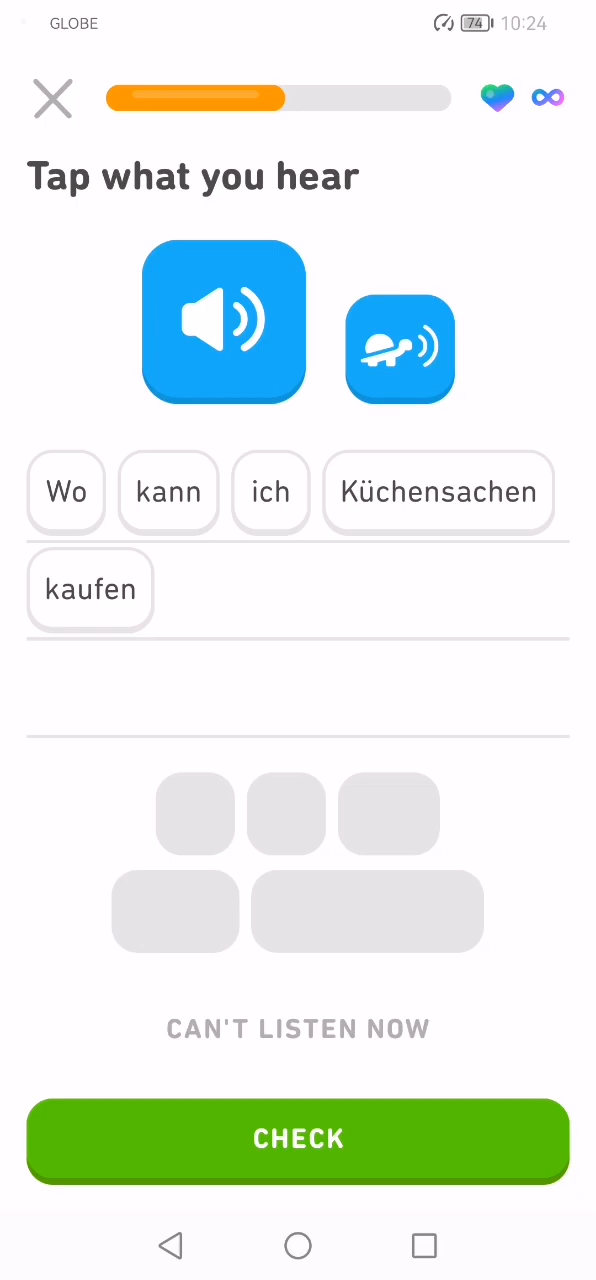 GLOBE 74 10:24
Tap what you hear
Wo kann ich Küchensachen
kaufen
CAN'T LISTEN NOW
CHECK